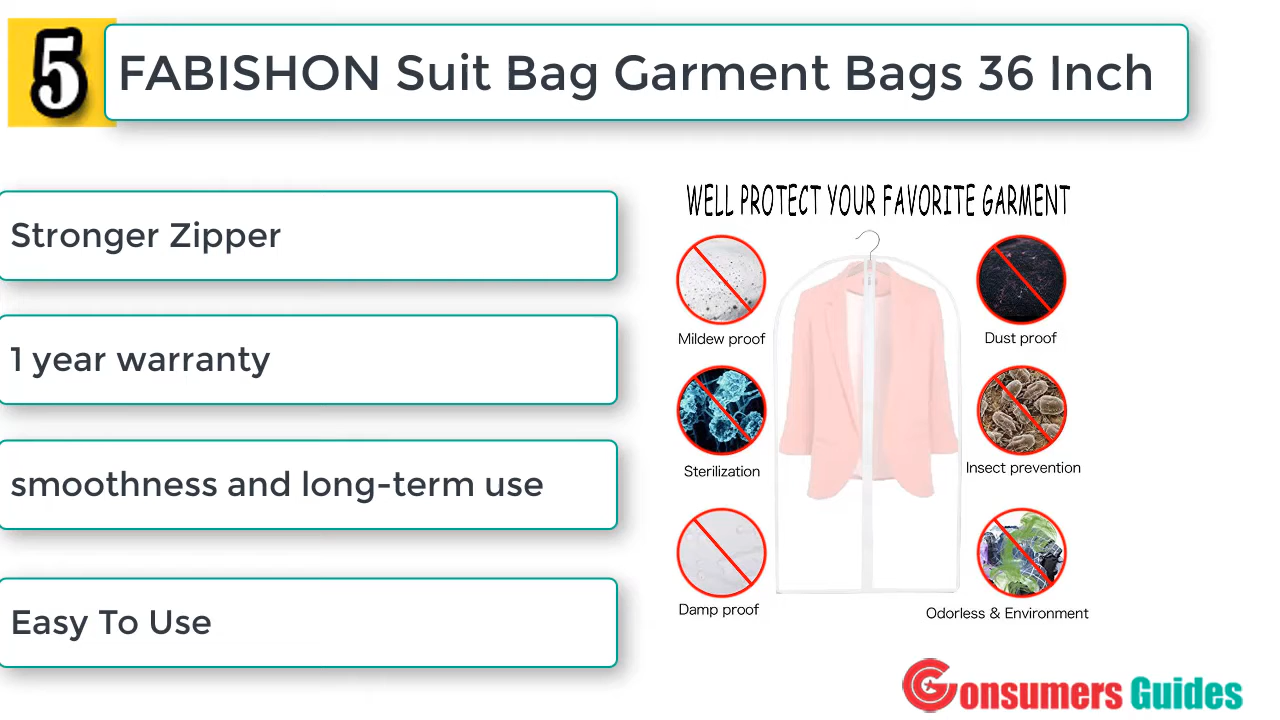 5
FABISHON Suit Bag Garment Bags 36 Inch
Stronger Zipper
1 year warranty
smoothness and long-term use
Easy To Use
WELL PROTECT YOUR FAVORITE GARMENT
Mildew proof
Dust proof
Sterilization
Insect prevention
Damp proof
Odorless & Environment
Consumers Guides